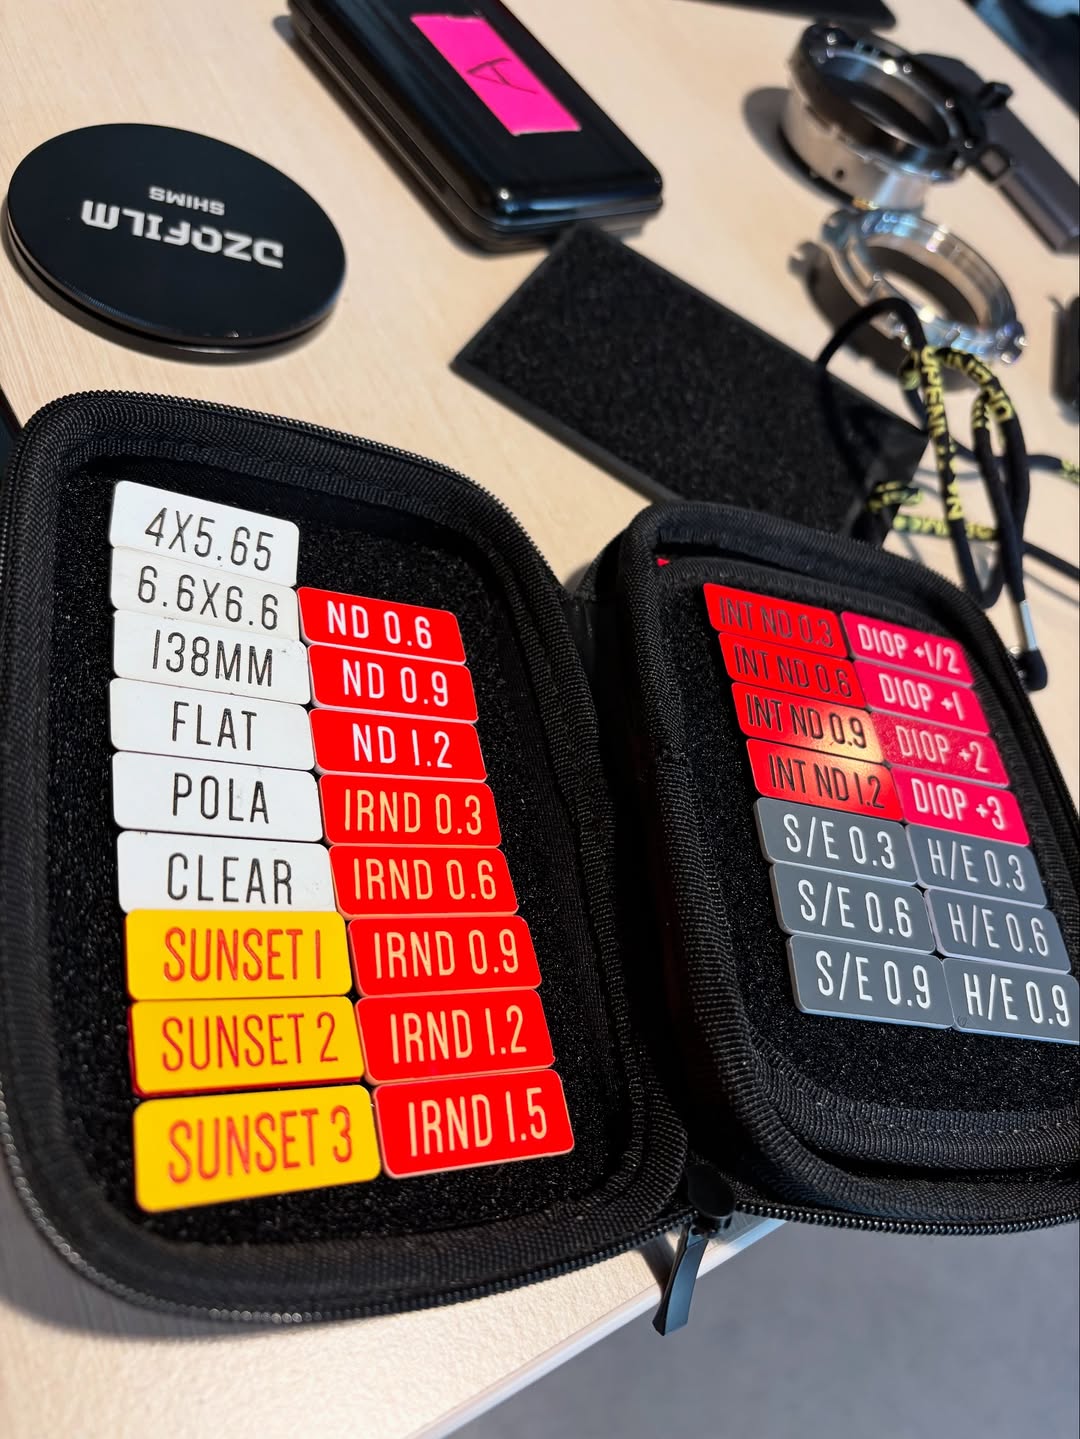 A
DZOFILM
SHIMS
4X5.65
6.6X6.6
138MM
FLAT
POLA
CLEAR
SUNSET 1
SUNSET 2
SUNSET 3
ND 0.6
ND 0.9
ND 1.2
IRND 0.3
IRND 0.6
IRND 0.9
IRND 1.2
IRND 1.5
INT ND 0.3
INT ND 0.6
INT ND 0.9
INT ND 1.2
DIOP +1/2
DIOP +1
DIOP +2
DIOP +3
S/E 0.3
S/E 0.6
S/E 0.9
H/E 0.3
H/E 0.6
H/E 0.9